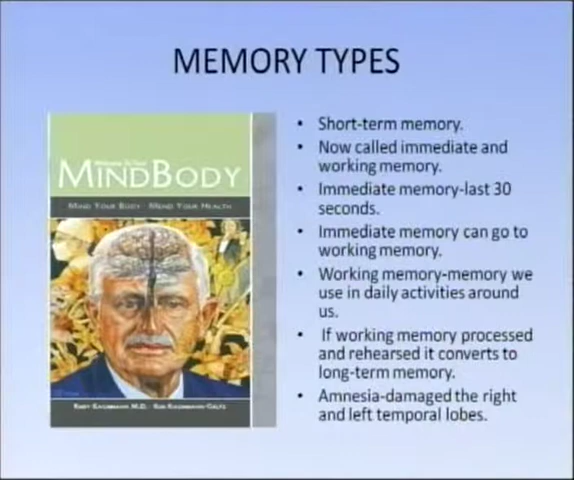 MEMORY TYPES
MINDBODY
MIND YOUR BODY - MEND YOUR HEALTH
• Short-term memory.
• Now called immediate and
working memory.
• Immediate memory-last 30
seconds.
• Immediate memory can go to
working memory.
• Working memory-memory we
use in daily activities around
us.
• If working memory processed
and rehearsed it converts to
long-term memory.
• Amnesia-damaged the right
and left temporal lobes.